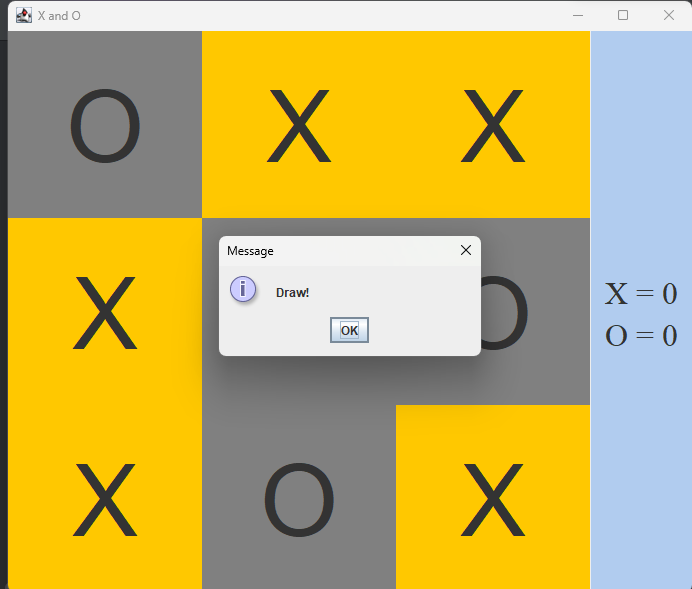 X and O
O X X
Message
Draw!
OK
X O
X = 0
O = 0
X O X